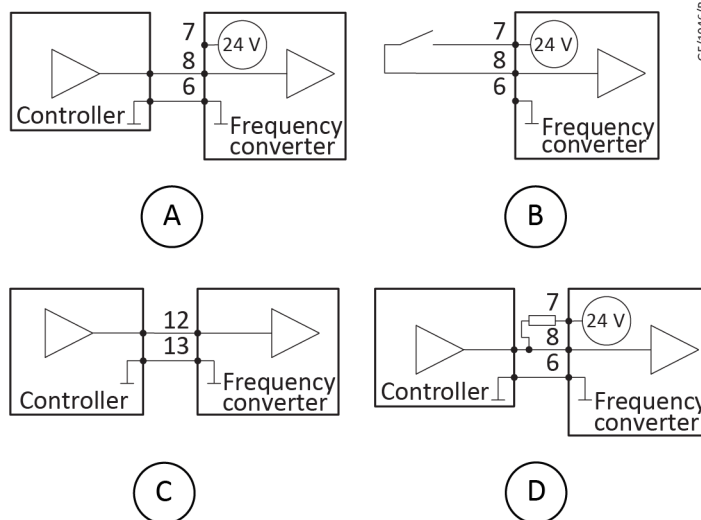 7
24 V
8
6
Controller
Frequency
converter
A
7
24 V
8
6
Frequency
converter
B
12
13
Controller
Frequency
converter
C
7
24 V
8
6
Controller
Frequency
converter
D